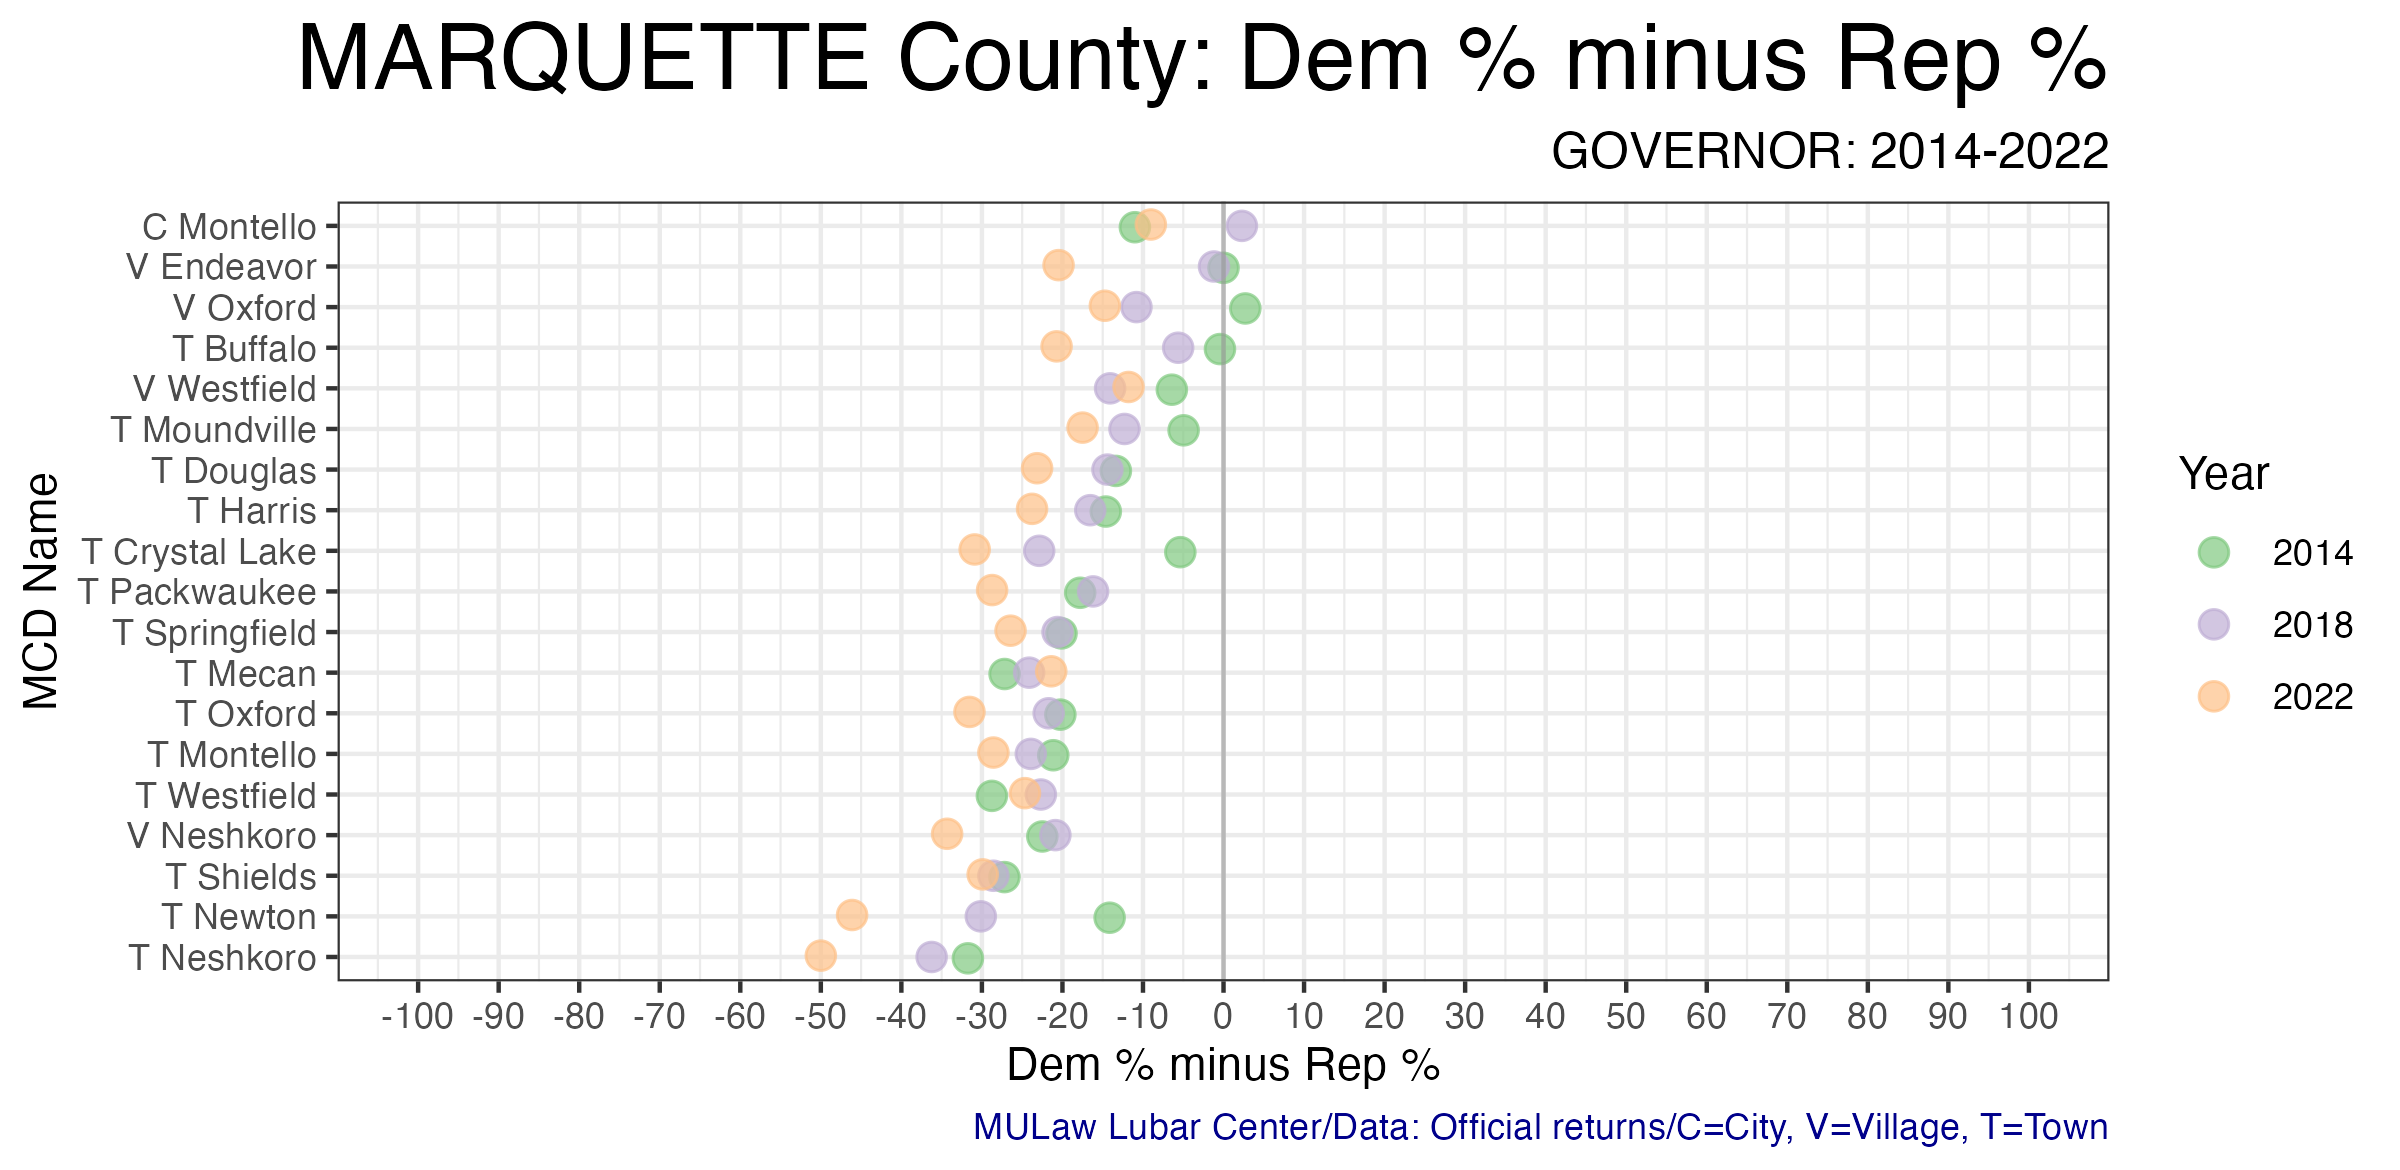 MARQUETTE County: Dem % minus Rep %
GOVERNOR: 2014-2022
MCD Name
C Montello
V Endeavor
V Oxford
T Buffalo
V Westfield
T Moundville
T Douglas
T Harris
T Crystal Lake
T Packwaukee
T Springfield
T Mecan
T Oxford
T Montello
T Westfield
V Neshkoro
T Shields
T Newton
T Neshkoro
-100 -90 -80 -70 -60 -50 -40 -30 -20 -10 0 10 20 30 40 50 60 70 80 90 100
Dem % minus Rep %
Year
2014
2018
2022
MULaw Lubar Center/Data: Official returns/C=City, V=Village, T=Town